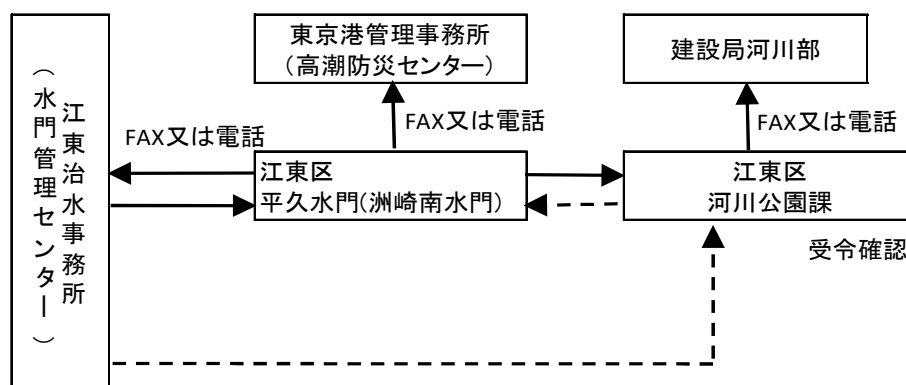 江東治水事務所
（水門管理センター）
東京港管理事務所
（高潮防災センター）
建設局河川部
FAX又は電話
FAX又は電話
FAX又は電話
江東区
平久水門(洲崎南水門)
江東区
河川公園課
受令確認